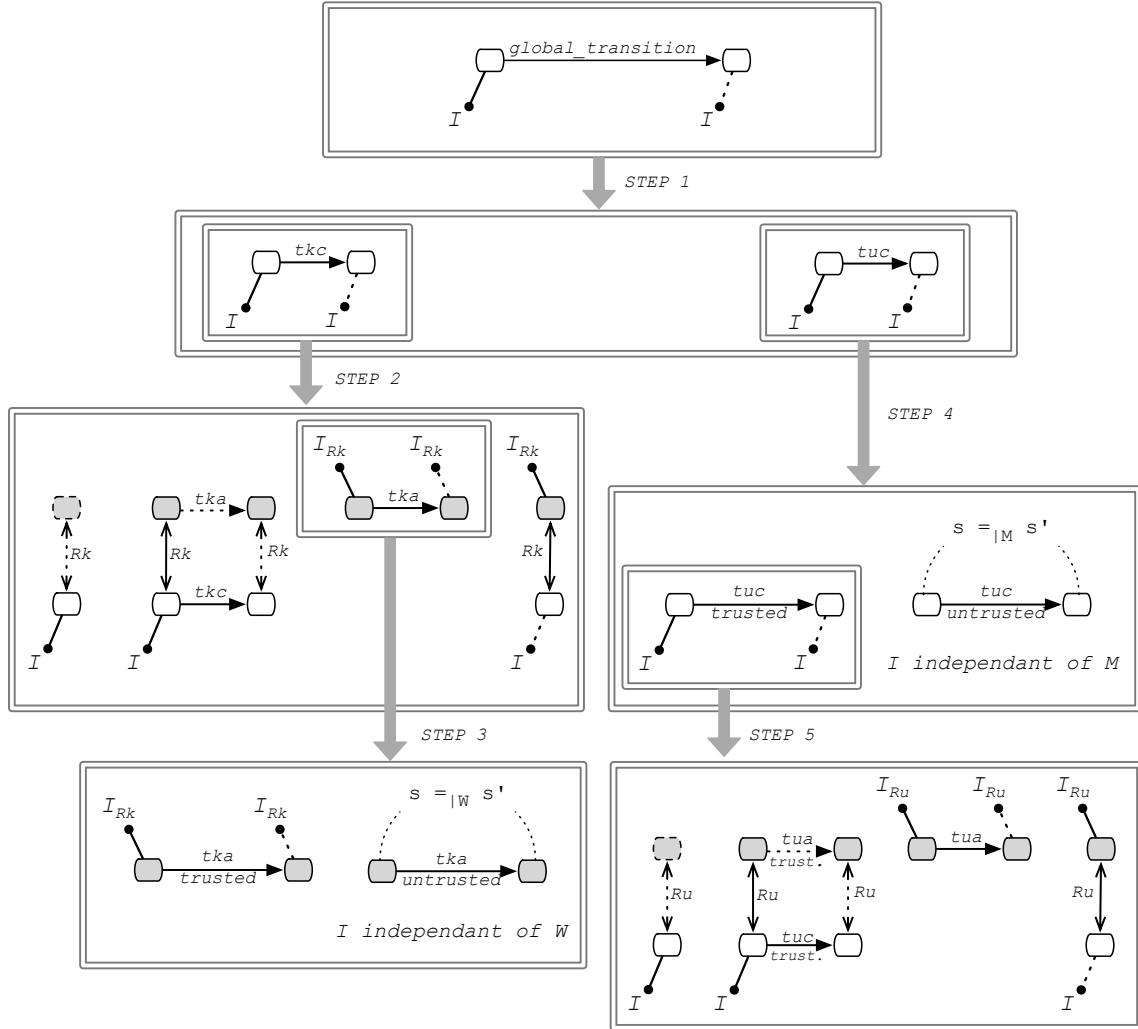 global_transition
I I
STEP 1
tkc tuc
I I I I
STEP 2
STEP 4
I_Rk I_Rk I_Rk
tka tka
Rk Rk Rk Rk
tkc
I I I
s =|M s'
tuc tuc
trusted untrusted
I I
I independant of M
STEP 3 STEP 5
s =|W s'
I_Rk I_Rk
tka tka
trusted untrusted
I independant of W
I_Ru I_Ru I_Ru
tua tua
trust.
Ru Ru Ru Ru
tuc
trust.
I I I